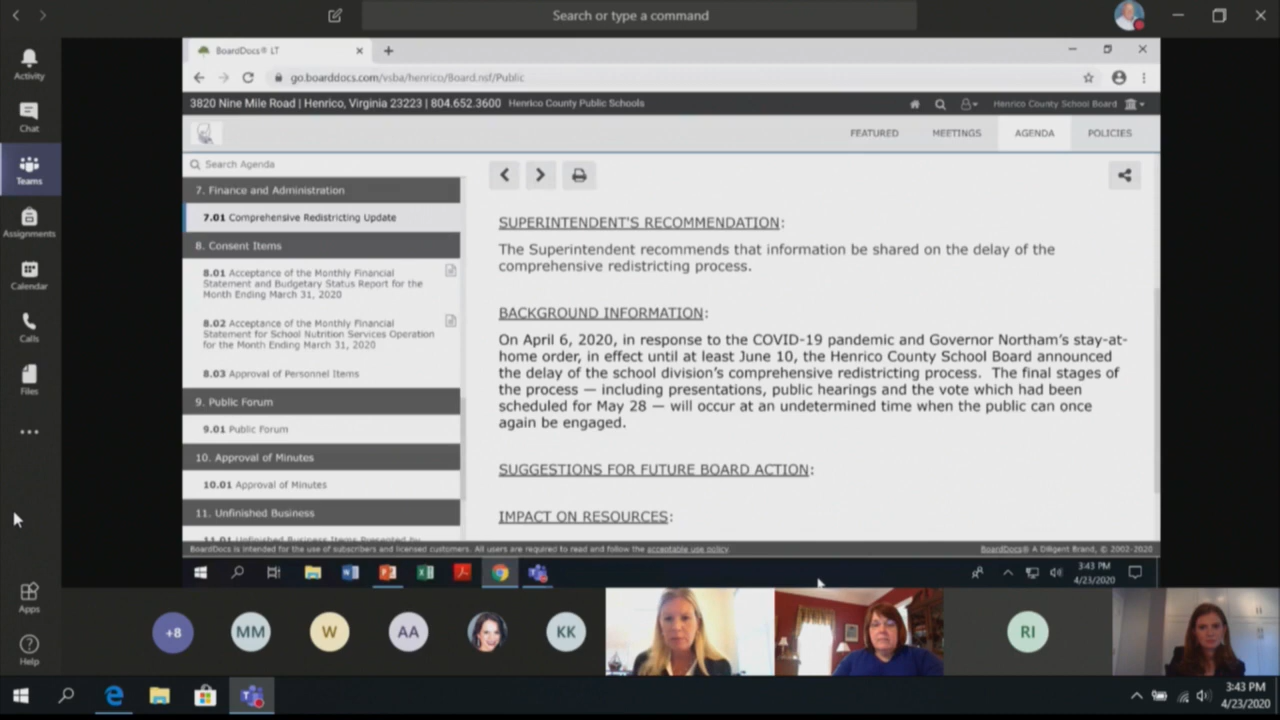 Search or type a command
Activity
Chat
Teams
Assignments
Calendar
Calls
Files
Apps
Help
BoardDocs® LT
go.boarddocs.com/vsba/henrico/Board.nsf/Public
3820 Nine Mile Road | Henrico, Virginia 23223 | 804.652.3600 Henrico County Public Schools
Henrico County School Board
FEATURED MEETINGS AGENDA POLICIES
Search Agenda
7. Finance and Administration
7.01 Comprehensive Redistricting Update
8. Consent Items
8.01 Acceptance of the Monthly Financial
Statement and Budgetary Status Report for the
Month Ending March 31, 2020
8.02 Acceptance of the Monthly Financial
Statement for School Nutrition Services Operation
for the Month Ending March 31, 2020
8.03 Approval of Personnel Items
9. Public Forum
9.01 Public Forum
10. Approval of Minutes
10.01 Approval of Minutes
11. Unfinished Business
11.01 Unfinished Business Items Presented by
SUPERINTENDENT'S RECOMMENDATION:
The Superintendent recommends that information be shared on the delay of the
comprehensive redistricting process.
BACKGROUND INFORMATION:
On April 6, 2020, in response to the COVID-19 pandemic and Governor Northam's stay-at-
home order, in effect until at least June 10, the Henrico County School Board announced
the delay of the school division's comprehensive redistricting process. The final stages of
the process — including presentations, public hearings and the vote which had been
scheduled for May 28 — will occur at an undetermined time when the public can once
again be engaged.
SUGGESTIONS FOR FUTURE BOARD ACTION:
IMPACT ON RESOURCES:
BoardDocs is intended for the use of subscribers and licensed customers. All users are required to read and follow the acceptable use policy.
BoardDocs® A Diligent Brand, © 2002-2020
3:43 PM
4/23/2020
+8
MM
W
AA
KK
RI
3:43 PM
4/23/2020